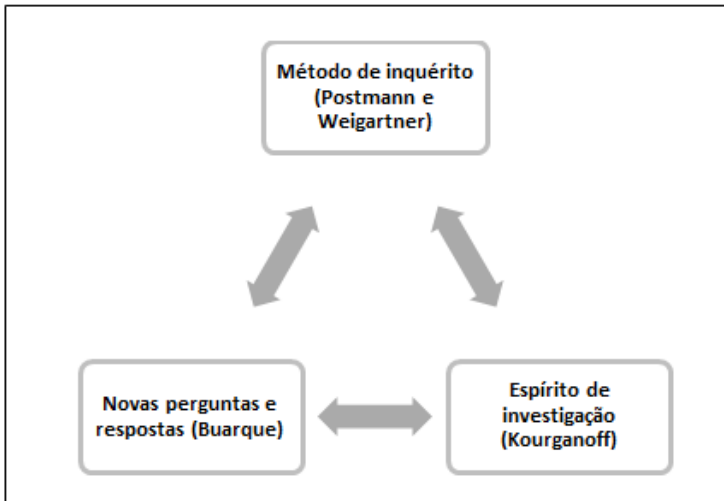 Método de inquérito
(Postmann e
Weigartner)
Novas perguntas e
respostas (Buarque)
Espírito de
investigação
(Kourganoff)